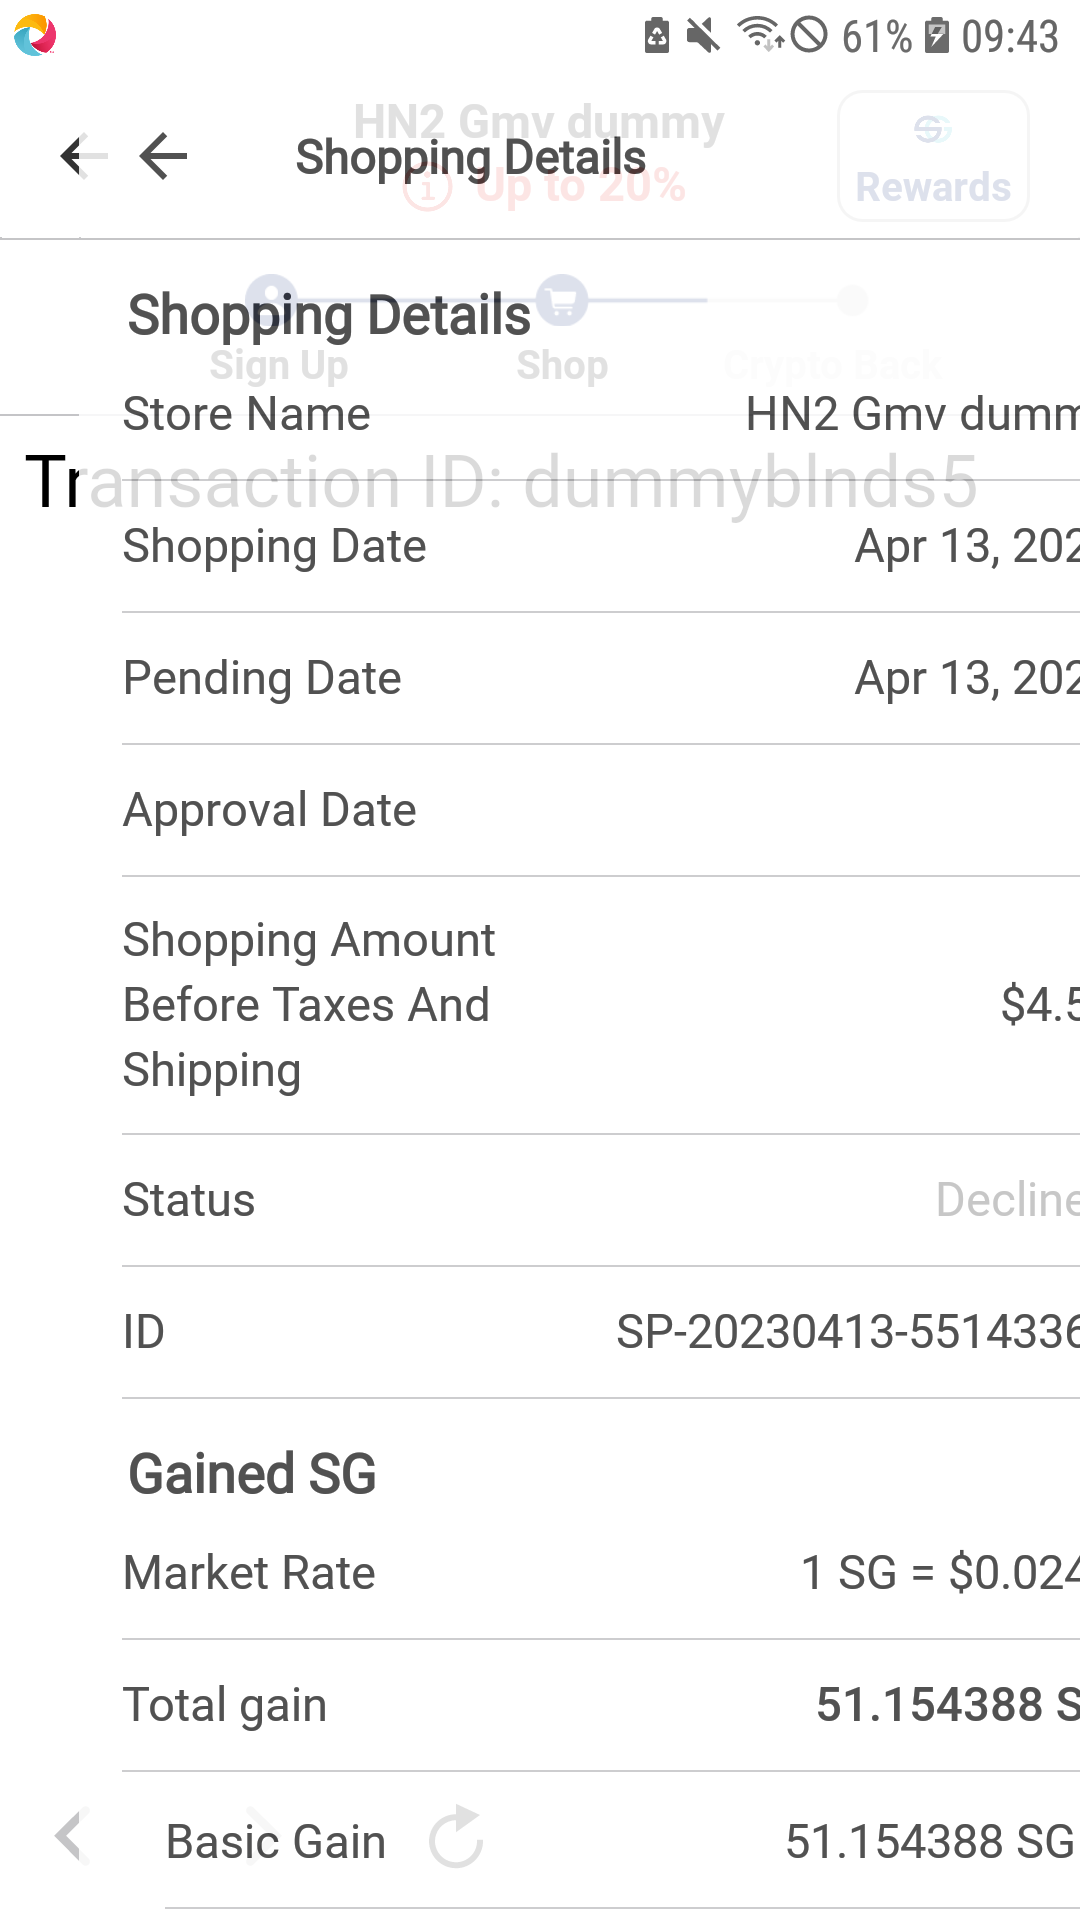 61% 09:43
HN2 Gmv dummy
Shopping Details
Up to 20%
Rewards
Shopping Details
Sign Up Shop Crypto Back
Store Name HN2 Gmv dumm
Transaction ID: dummyblnds5
Shopping Date Apr 13, 202
Pending Date Apr 13, 202
Approval Date
Shopping Amount
Before Taxes And
Shipping
$4.5
Status Decline
ID SP-20230413-5514336
Gained SG
Market Rate 1 SG = $0.024
Total gain 51.154388 S
Basic Gain 51.154388 SG